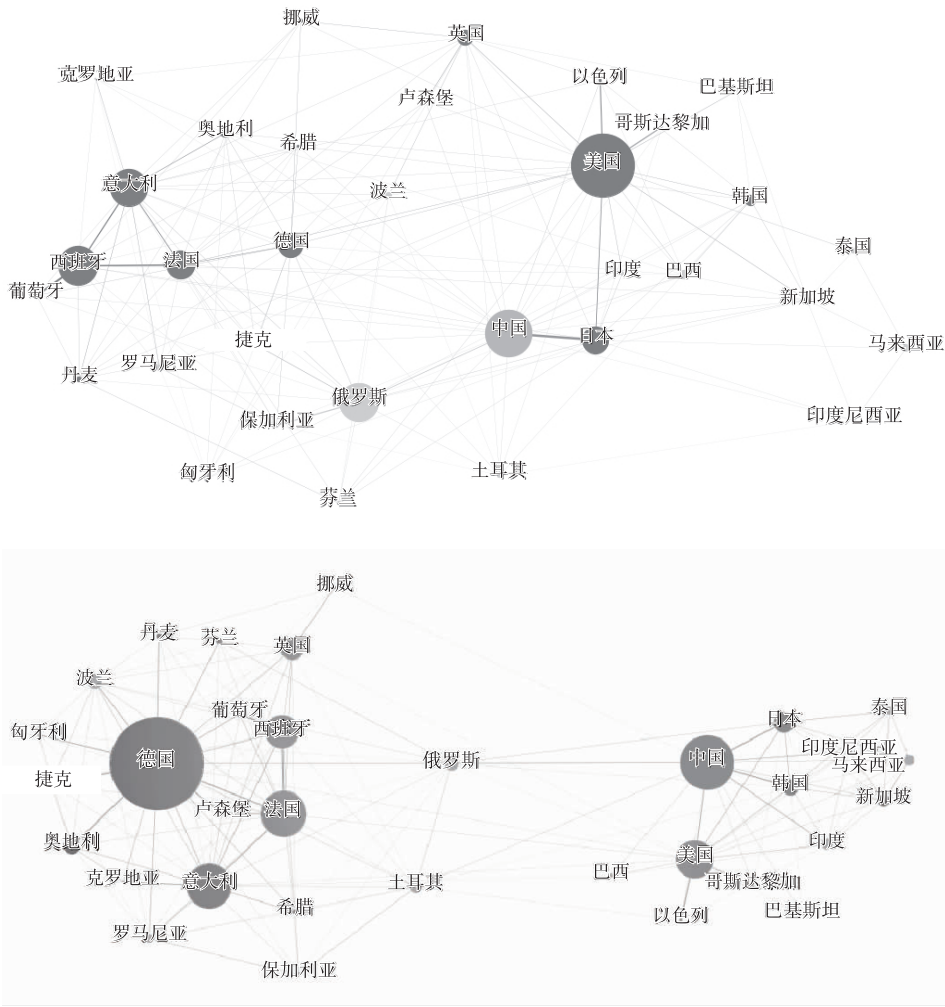 挪威
英国
克罗地亚
以色列
巴基斯坦
卢森堡
奥地利
哥斯达黎加
希腊
美国
意大利
波兰
韩国
德国
泰国
西班牙
法国
印度
巴西
葡萄牙
新加坡
中国
日本
捷克
马来西亚
罗马尼亚
丹麦
俄罗斯
保加利亚
印度尼西亚
匈牙利
土耳其
芬兰
挪威
丹麦
芬兰
英国
波兰
葡萄牙
泰国
日本
匈牙利
西班牙
印度尼西亚
德国
俄罗斯
中国
马来西亚
捷克
韩国
卢森堡
法国
新加坡
奥地利
印度
美国
巴西
克罗地亚
意大利
土耳其
哥斯达黎加
希腊
以色列
巴基斯坦
罗马尼亚
保加利亚